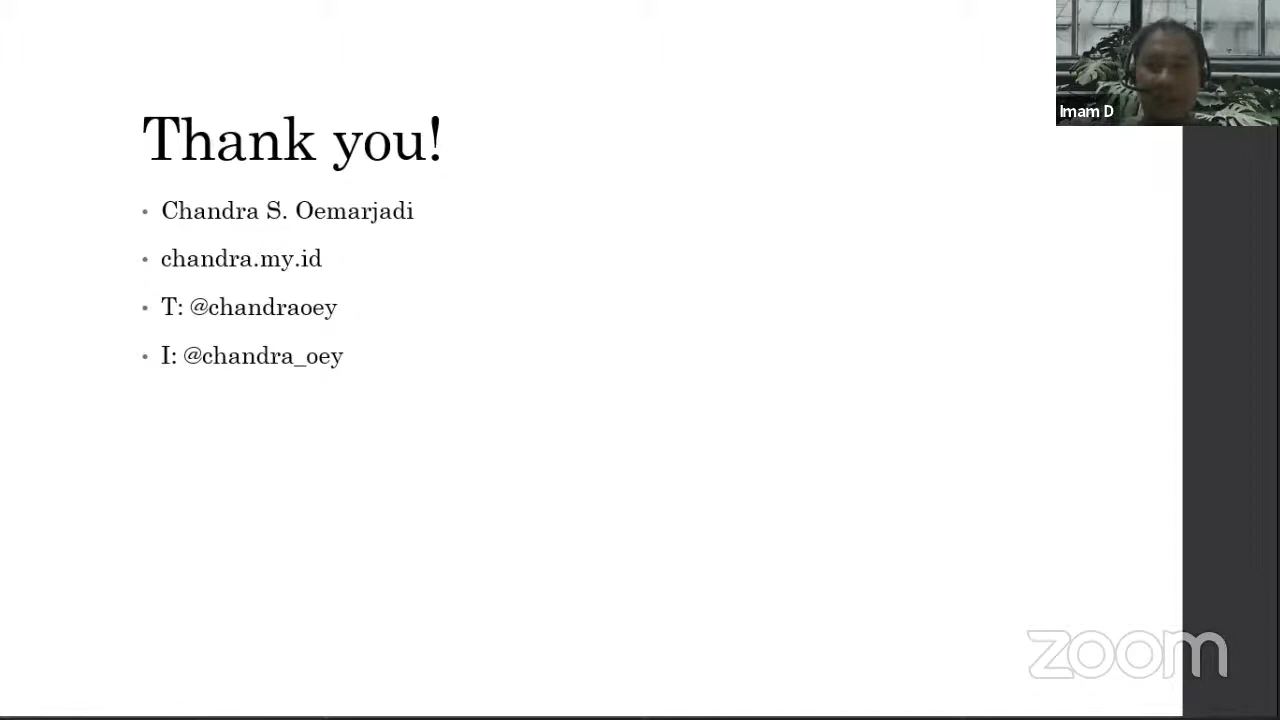 Imam D
Thank you!
• Chandra S. Oemarjadi
• chandra.my.id
• T: @chandraoey
• I: @chandra_oey
zoom